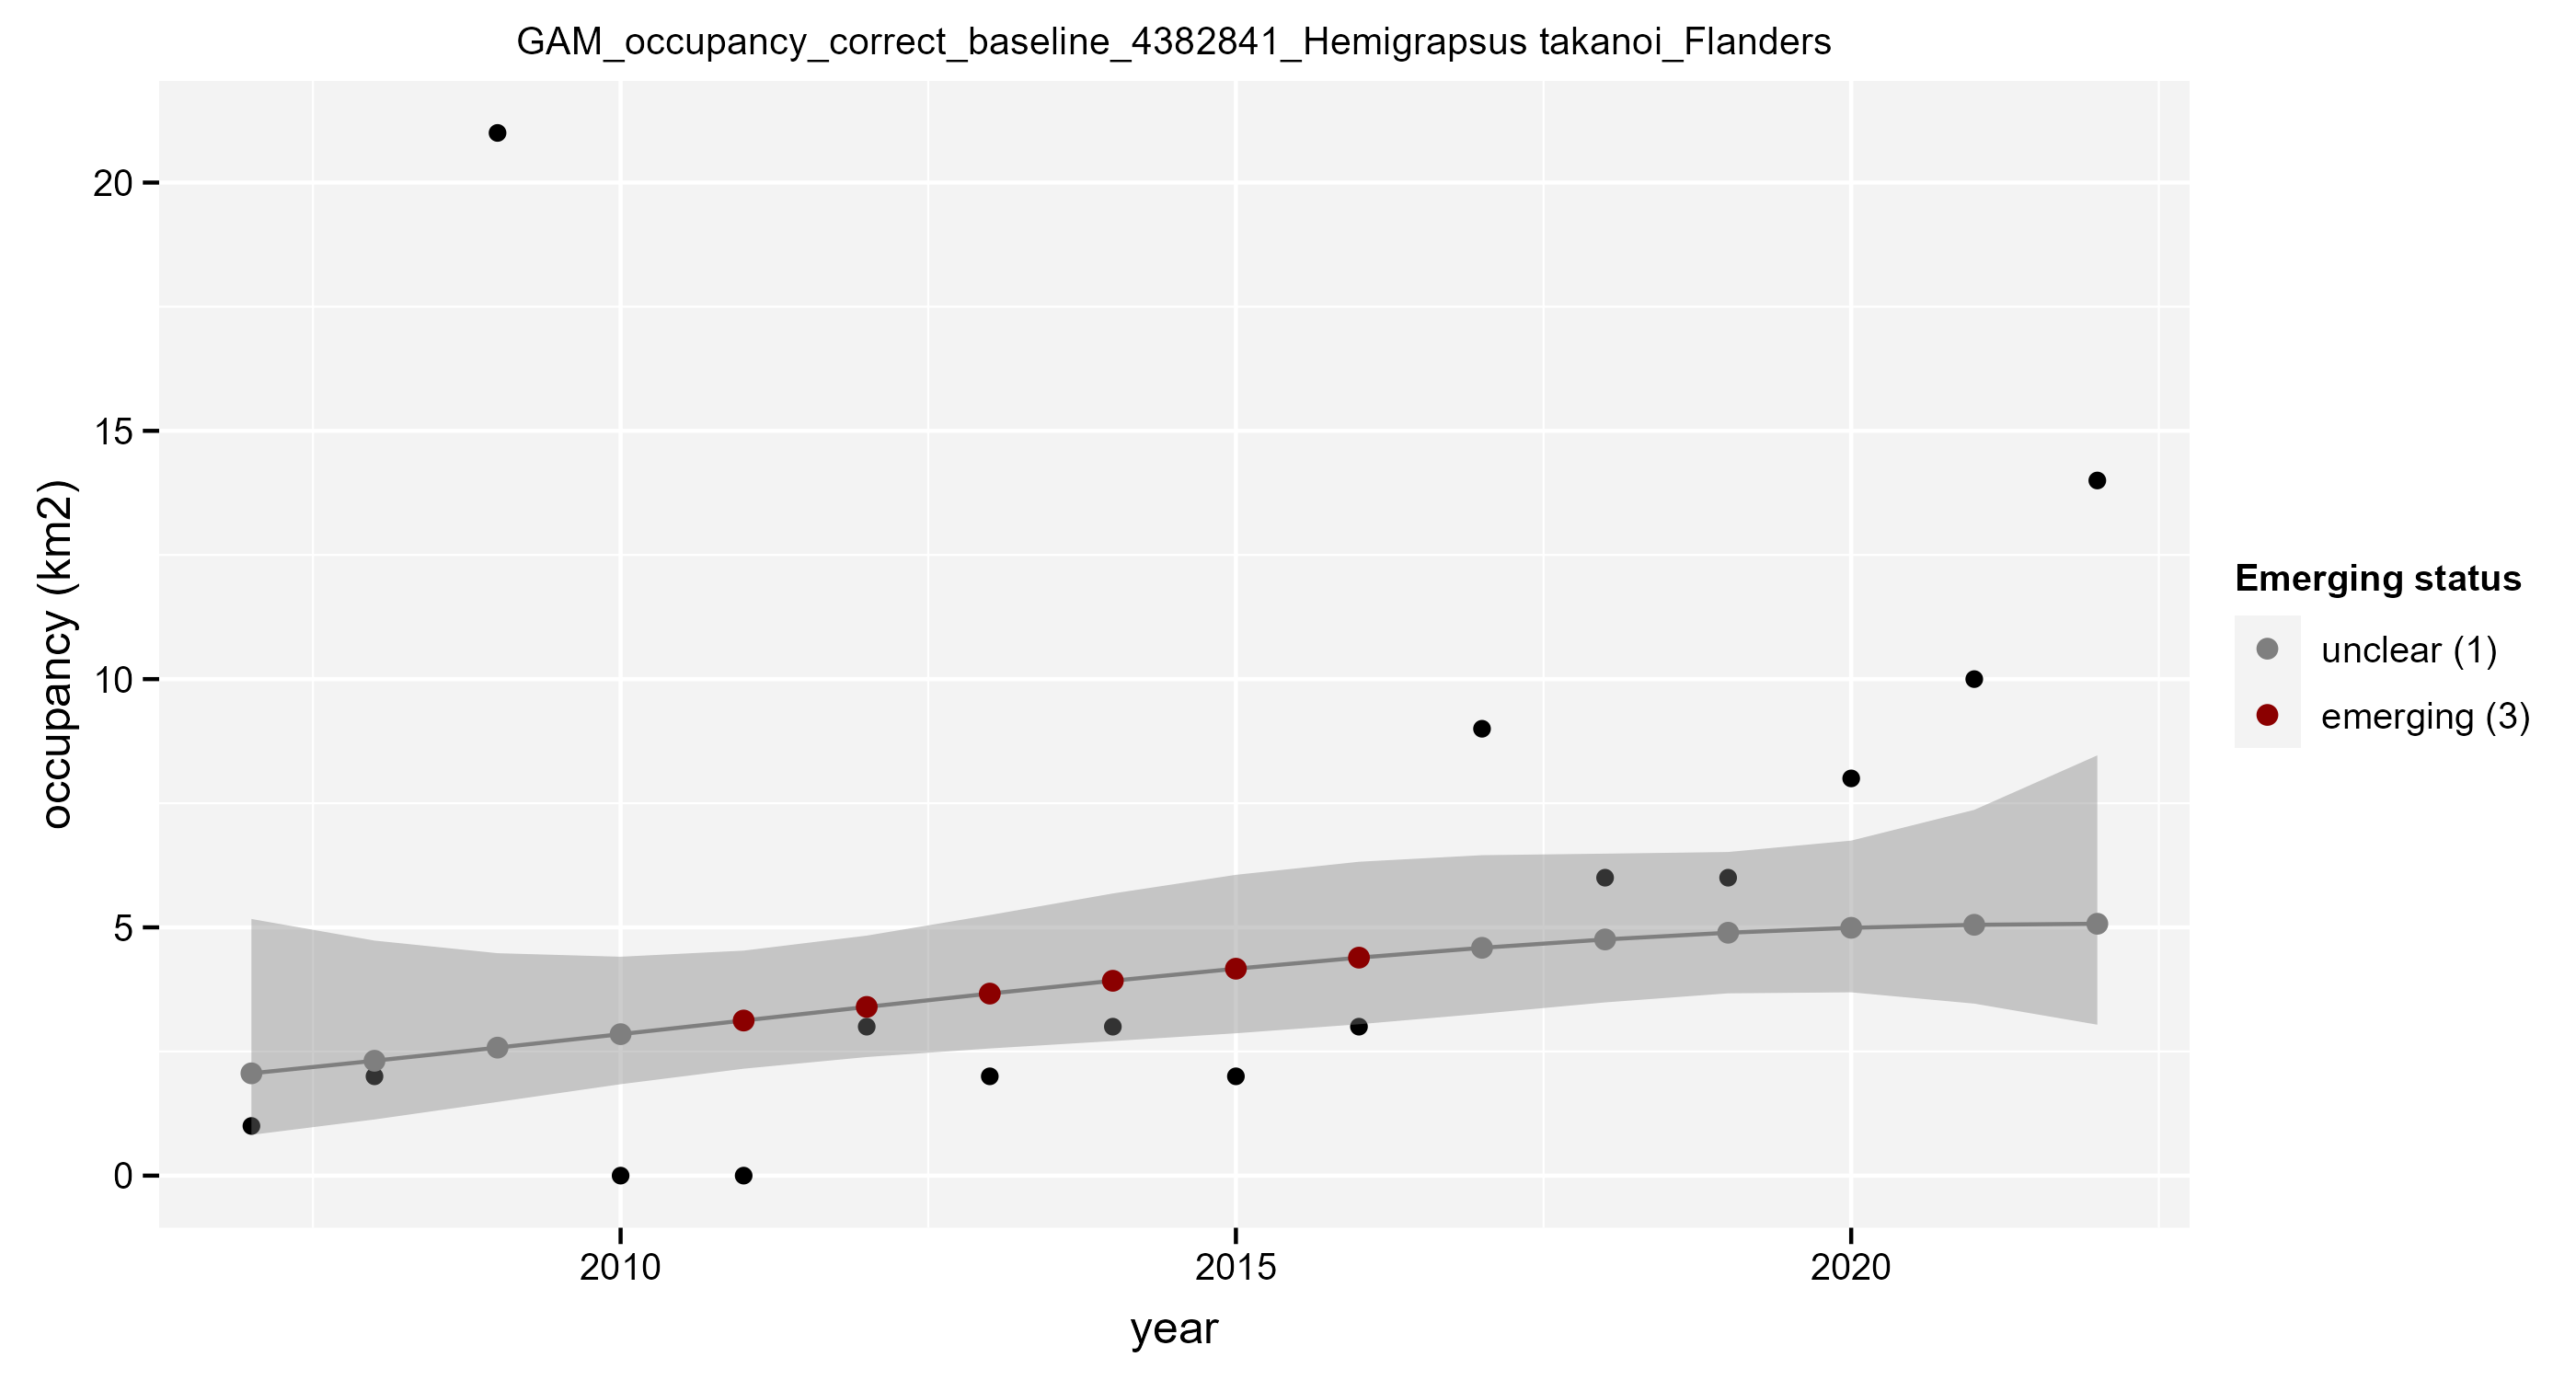 GAM_occupancy_correct_baseline_4382841_Hemigrapsus takanoi_Flanders
occupancy (km2)
20
15
10
5
0
2010
2015
2020
year
Emerging status
unclear (1)
emerging (3)